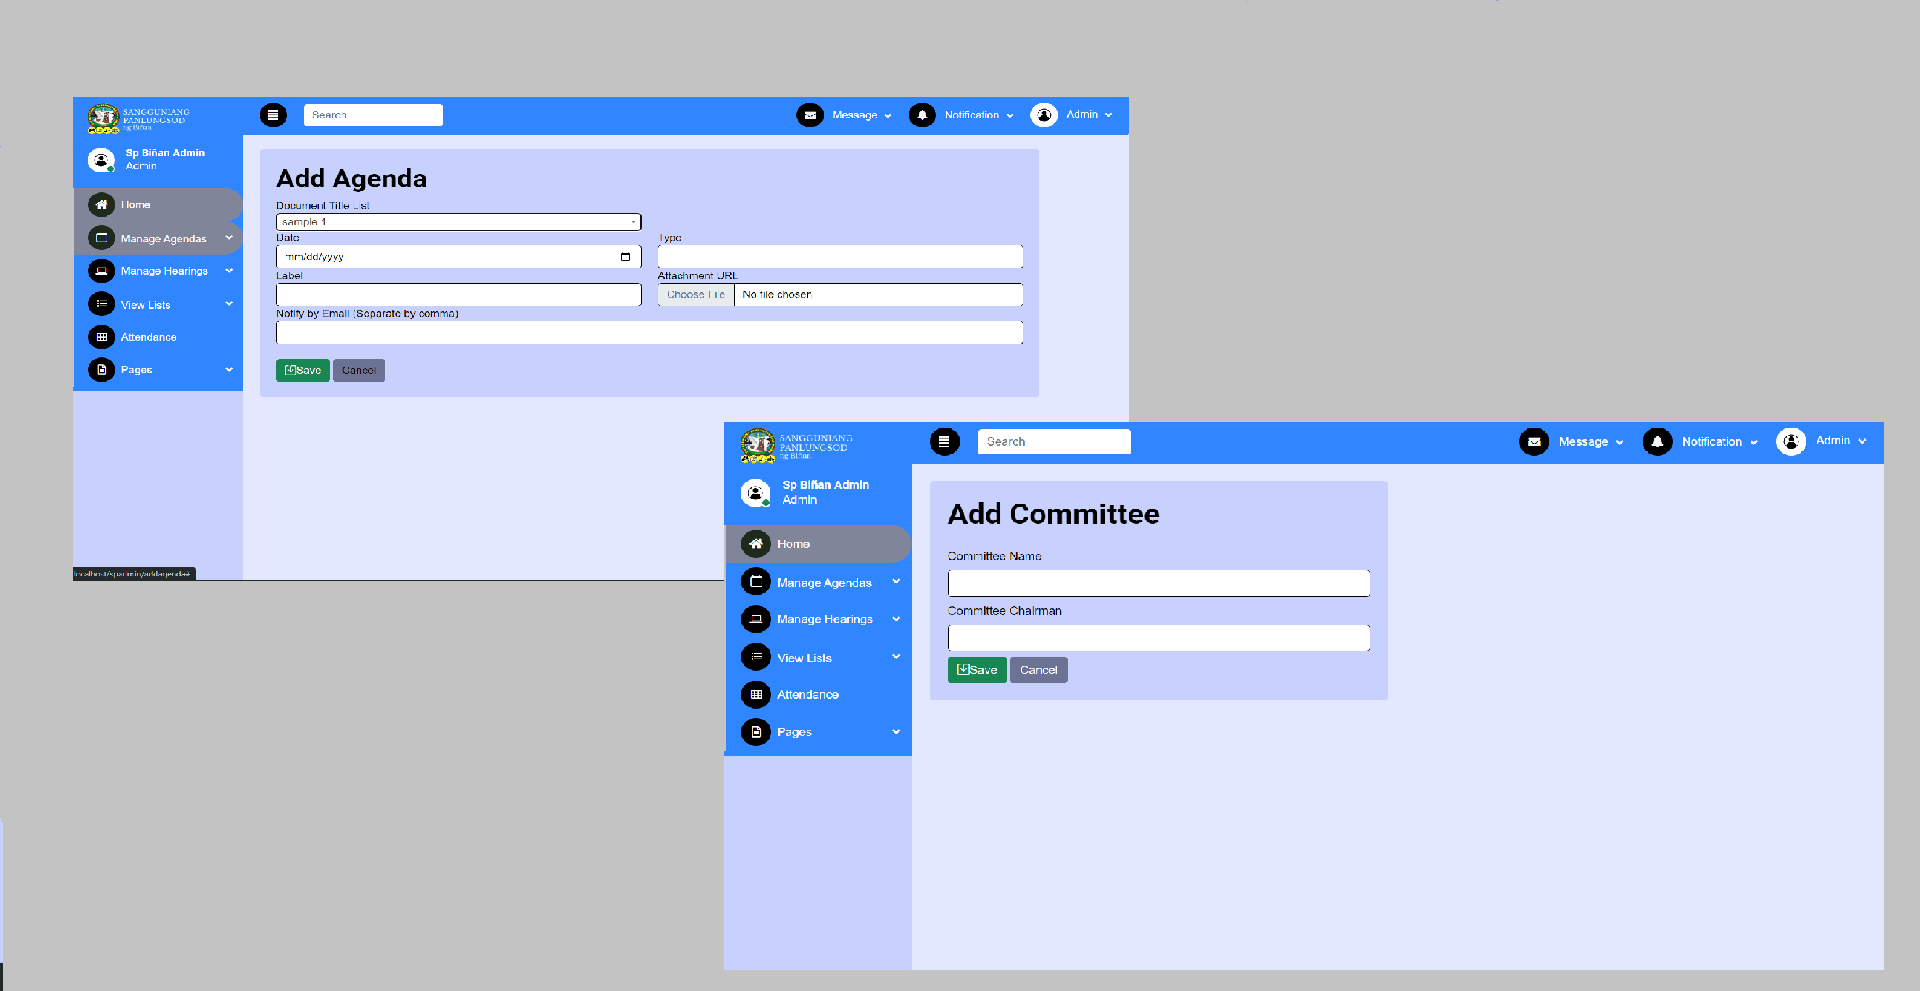 SANGGUNIANG
PANLUNGSOD
ng Biñan
Search
Message
Notification
Admin
Sp Biñan Admin
Admin
Home
Manage Agendas
Manage Hearings
View Lists
Attendance
Pages
Add Agenda
Document Title List
sample 1
Date
Type
mm/dd/yyyy
Label
Attachment URL
Choose File No file chosen
Notify by Email (Separate by comma)
Save Cancel
localhost/spadmin/addagenda#
SANGGUNIANG
PANLUNGSOD
ng Biñan
Search
Message
Notification
Admin
Sp Biñan Admin
Admin
Home
Manage Agendas
Manage Hearings
View Lists
Attendance
Pages
Add Committee
Committee Name
Committee Chairman
Save Cancel